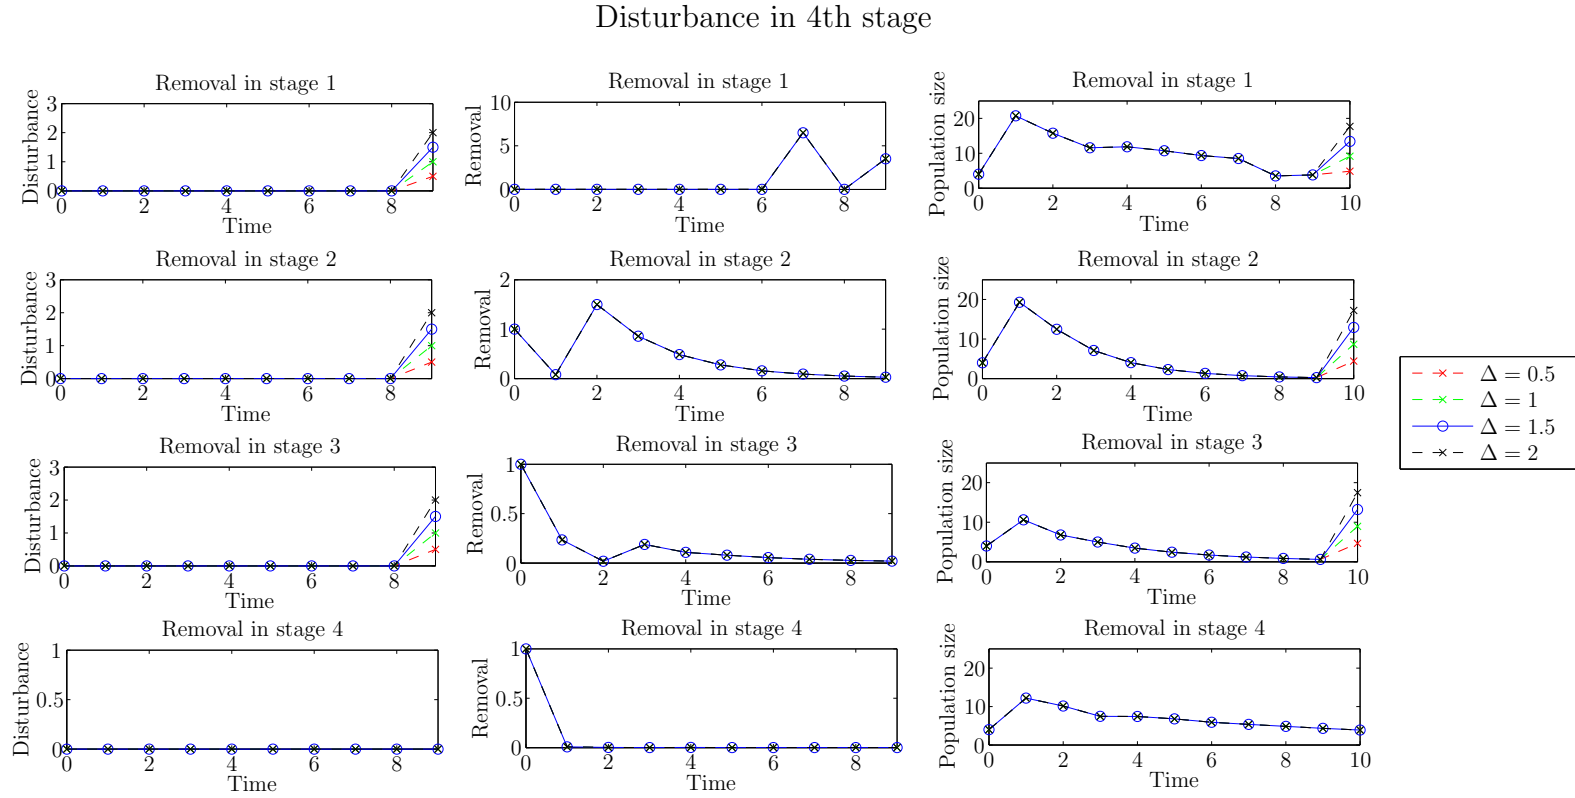 Disturbance in 4th stage
Removal in stage 1
Disturbance
3
2
1
0
0 2 4 6 8
Time
Removal in stage 1
Removal
10
5
0
0 2 4 6 8
Time
Removal in stage 1
Population size
20
10
0
0 2 4 6 8 10
Time
Removal in stage 2
Disturbance
3
2
1
0
0 2 4 6 8
Time
Removal in stage 2
Removal
2
1
0
0 2 4 6 8
Time
Removal in stage 2
Population size
20
10
0
0 2 4 6 8 10
Time
Δ = 0.5
Δ = 1
Δ = 1.5
Δ = 2
Removal in stage 3
Disturbance
3
2
1
0
0 2 4 6 8
Time
Removal in stage 3
Removal
1
0.5
0
0 2 4 6 8
Time
Removal in stage 3
Population size
20
10
0
0 2 4 6 8 10
Time
Removal in stage 4
Disturbance
1
0.5
0
0 2 4 6 8
Time
Removal in stage 4
Removal
1
0.5
0
0 2 4 6 8
Time
Removal in stage 4
Population size
20
10
0
0 2 4 6 8 10
Time